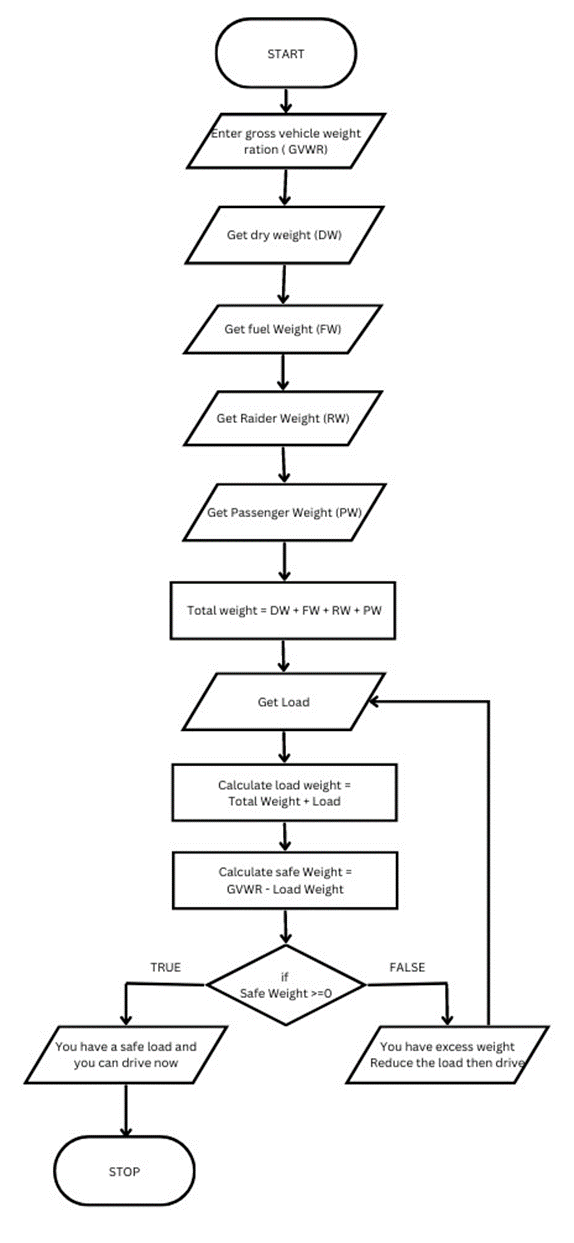 START
Enter gross vehicle weight
ration ( GVWR)
Get dry weight (DW)
Get fuel Weight (FW)
Get Raider Weight (RW)
Get Passenger Weight (PW)
Total weight = DW + FW + RW + PW
Get Load
Calculate load weight =
Total Weight + Load
Calculate safe Weight =
GVWR - Load Weight
if
Safe Weight >=0
TRUE
FALSE
You have a safe load and
you can drive now
You have excess weight
Reduce the load then drive
STOP